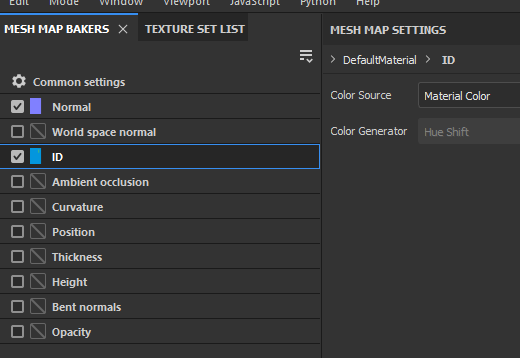 Edit Mode Window Viewport JavaScript Python Help
MESH MAP BAKERS × TEXTURE SET LIST
Common settings
Normal
World space normal
ID
Ambient occlusion
Curvature
Position
Thickness
Height
Bent normals
Opacity
MESH MAP SETTINGS
> DefaultMaterial > ID
Color Source Material Color
Color Generator Hue Shift